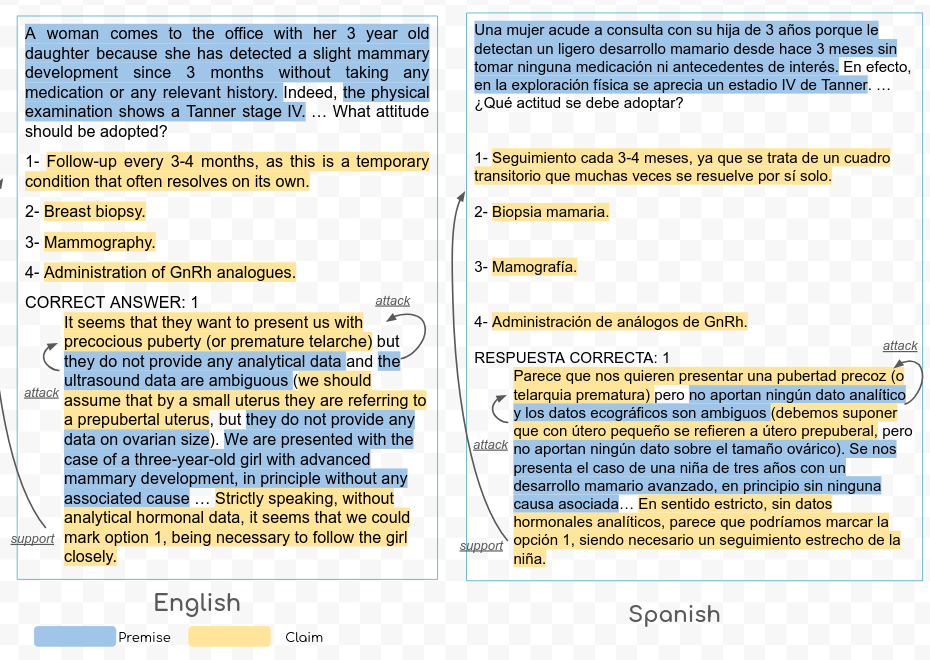 A woman comes to the office with her 3 year old
daughter because she has detected a slight mammary
development since 3 months without taking any
medication or any relevant history. Indeed, the physical
examination shows a Tanner stage IV. … What attitude
should be adopted?
1- Follow-up every 3-4 months, as this is a temporary
condition that often resolves on its own.
2- Breast biopsy.
3- Mammography.
4- Administration of GnRh analogues.
CORRECT ANSWER: 1
attack
It seems that they want to present us with
precocious puberty (or premature telarche) but
they do not provide any analytical data and the
ultrasound data are ambiguous (we should
attack
assume that by a small uterus they are referring to
a prepubertal uterus, but they do not provide any
data on ovarian size). We are presented with the
case of a three-year-old girl with advanced
mammary development, in principle without any
associated cause … Strictly speaking, without
analytical hormonal data, it seems that we could
mark option 1, being necessary to follow the girl
closely.
support
English
Premise
Claim
Una mujer acude a consulta con su hija de 3 años porque le
detectan un ligero desarrollo mamario desde hace 3 meses sin
tomar ninguna medicación ni antecedentes de interés. En efecto,
en la exploración física se aprecia un estadio IV de Tanner. …
¿Qué actitud se debe adoptar?
1- Seguimiento cada 3-4 meses, ya que se trata de un cuadro
transitorio que muchas veces se resuelve por sí solo.
2- Biopsia mamaria.
3- Mamografía.
4- Administración de análogos de GnRh.
RESPUESTA CORRECTA: 1
attack
Parece que nos quieren presentar una pubertad precoz (o
telarquia prematura) pero no aportan ningún dato analítico
y los datos ecográficos son ambiguos (debemos suponer
que con útero pequeño se refieren a útero prepuberal, pero
attack
no aportan ningún dato sobre el tamaño ovárico). Se nos
presenta el caso de una niña de tres años con un
desarrollo mamario avanzado, en principio sin ninguna
causa asociada… En sentido estricto, sin datos
hormonales analíticos, parece que podríamos marcar la
opción 1, siendo necesario un seguimiento estrecho de la
niña.
support
Spanish